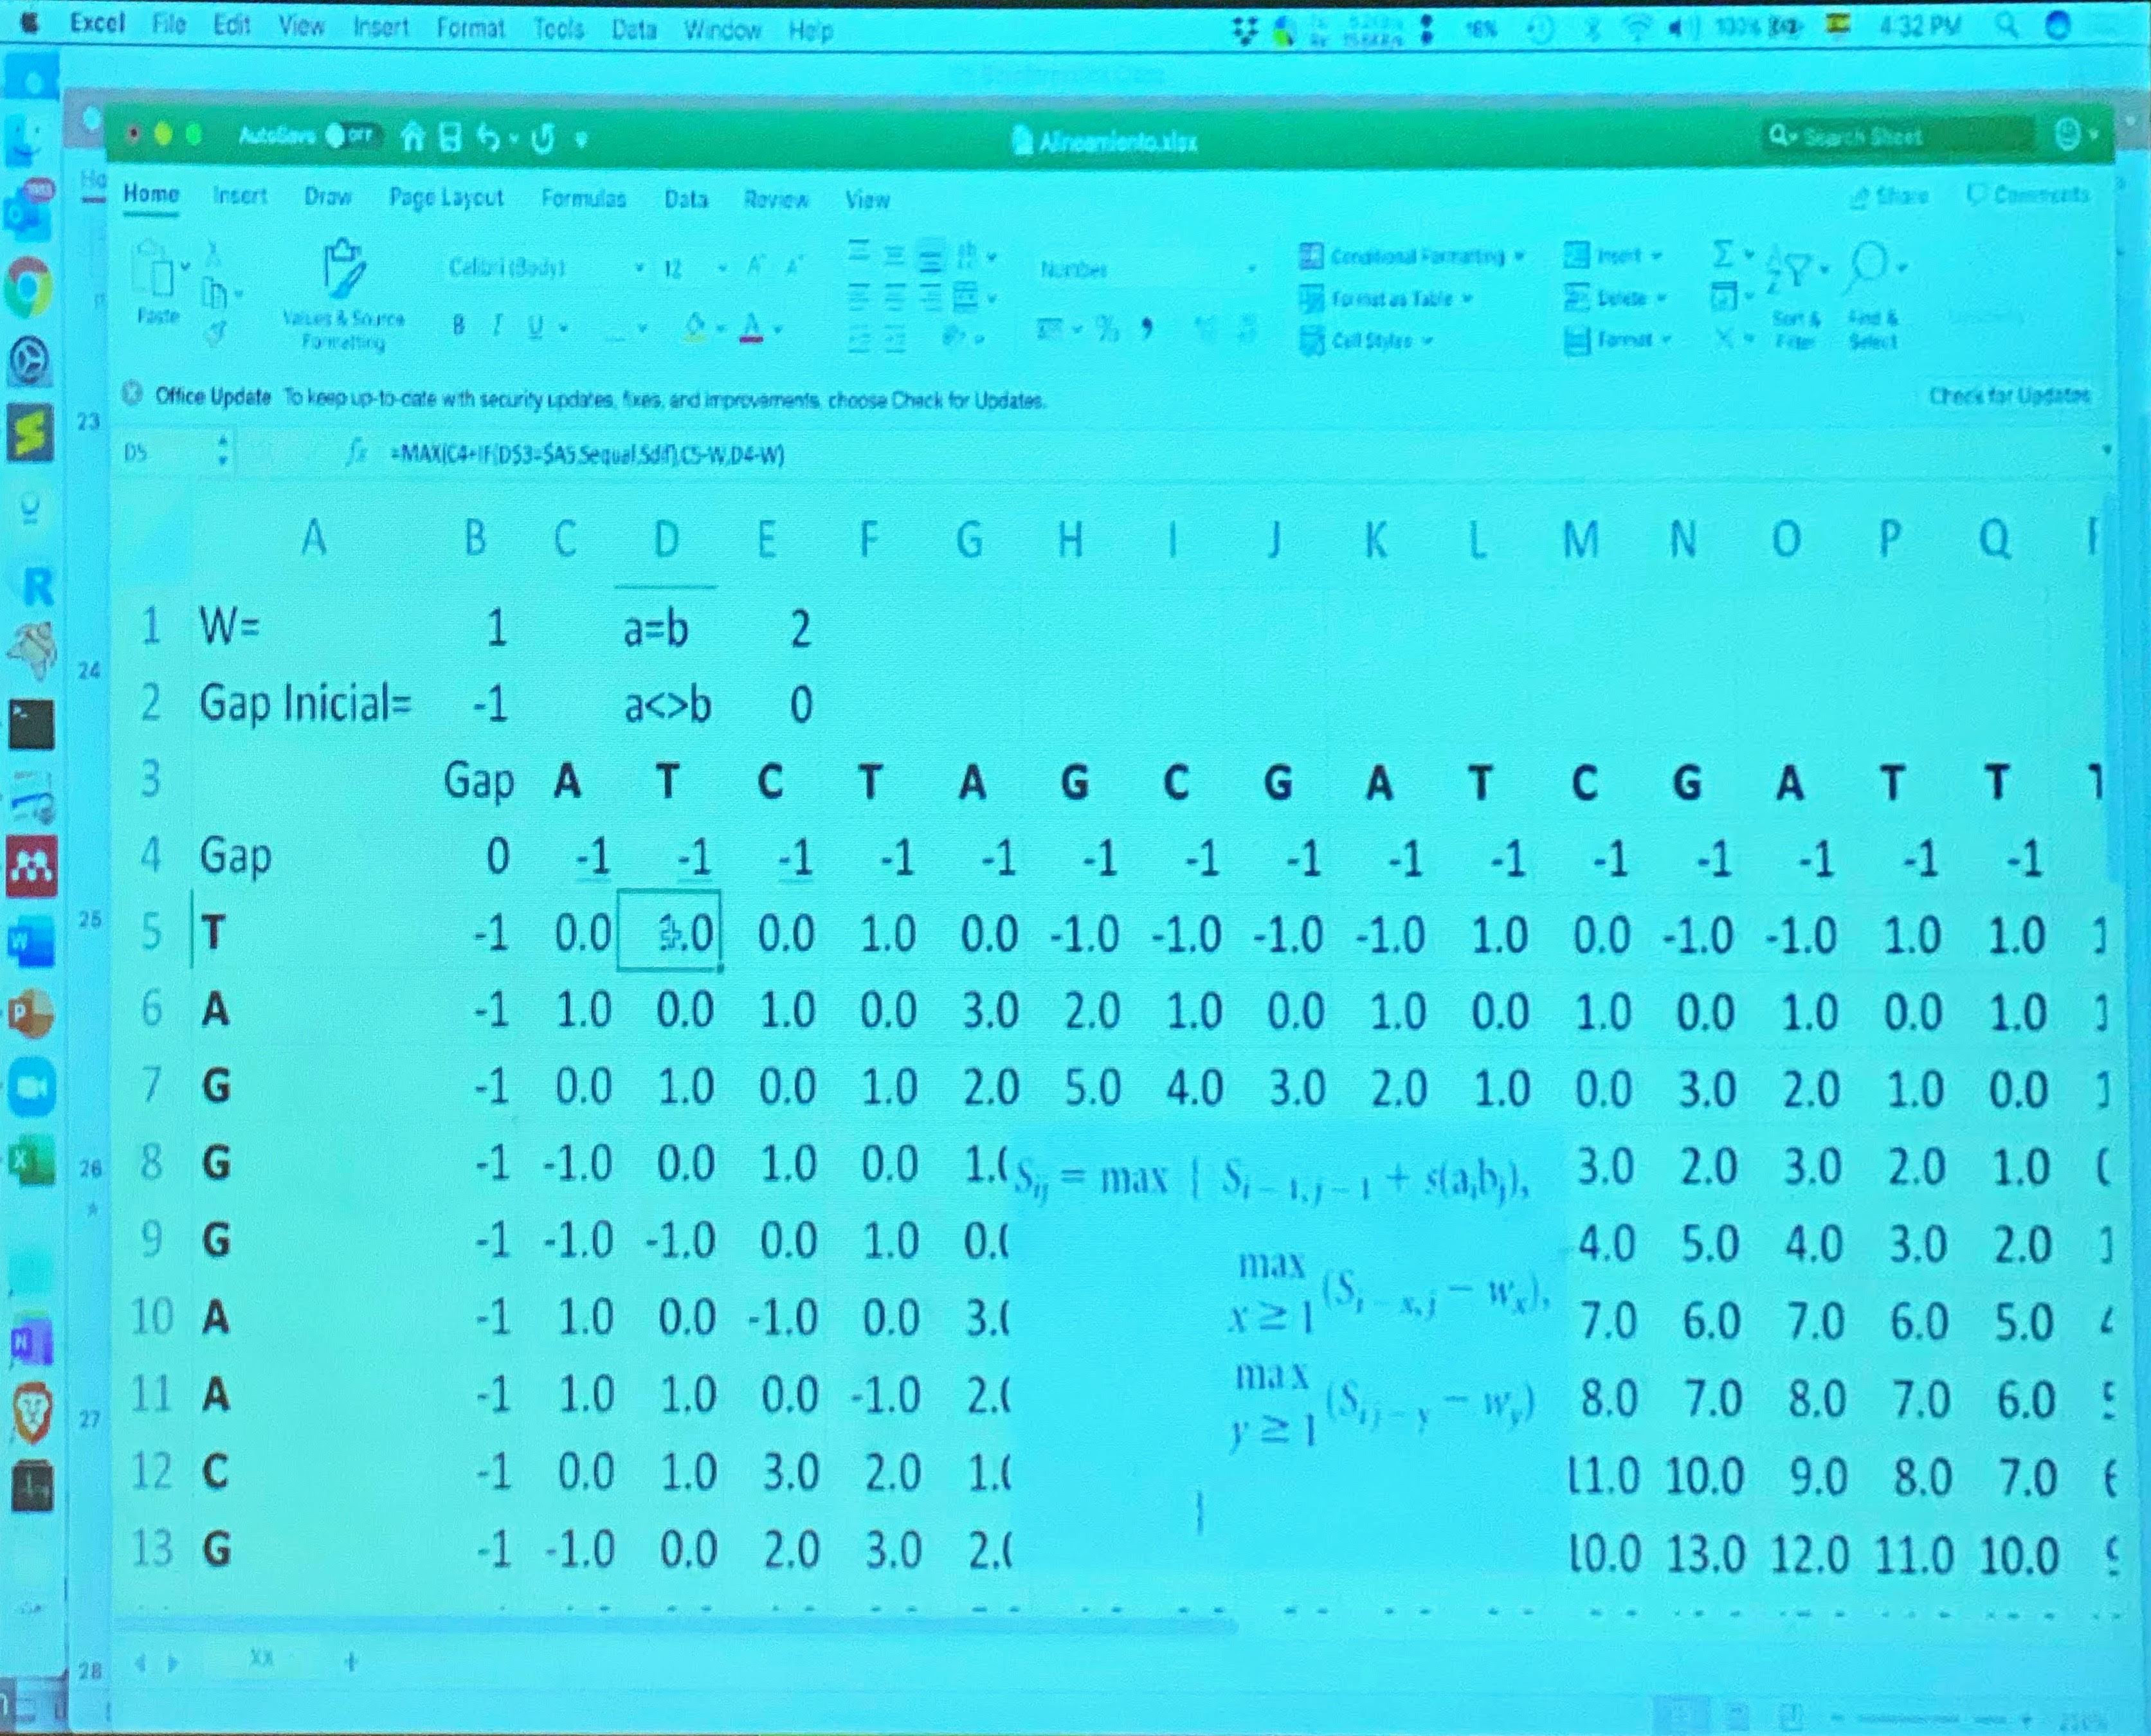 Excel File Edit View Insert Format Tools Data Window Help 16% 100% 4:32 PM
AutoSave OFF Alineamiento.xlsx Search Sheet
Home Insert Draw Page Layout Formulas Data Review View Share Comments
Calibri (Body) 12 Number Conditional Formatting Insert
Paste Values & Source Formatting B I U Format as Table Delete
Cell Styles Format Sort & Filter Find & Select
Office Update To keep up-to-date with security updates, fixes, and improvements, choose Check for Updates. Check for Updates
23
D5 fx =MAX(C4+IF(D$3=$A5,Sequal,Sdif),C5-W,D4-W)
A B C D E F G H I J K L M N O P Q
1 W= 1 a=b 2
24
2 Gap Inicial= -1 a<>b 0
3 Gap A T C T A G C G A T C G A T T
4 Gap 0 -1 -1 -1 -1 -1 -1 -1 -1 -1 -1 -1 -1 -1 -1 -1
25
5 T -1 0.0 .0 0.0 1.0 0.0 -1.0 -1.0 -1.0 -1.0 1.0 0.0 -1.0 -1.0 1.0 1.0
6 A -1 1.0 0.0 1.0 0.0 3.0 2.0 1.0 0.0 1.0 0.0 1.0 0.0 1.0 0.0 1.0
7 G -1 0.0 1.0 0.0 1.0 2.0 5.0 4.0 3.0 2.0 1.0 0.0 3.0 2.0 1.0 0.0
26
8 G -1 -1.0 0.0 1.0 0.0 1.( S_ij = max { S_i-1,j-1 + s(a_i b_j), 3.0 2.0 3.0 2.0 1.0
9 G -1 -1.0 -1.0 0.0 1.0 0.( 4.0 5.0 4.0 3.0 2.0
max x≥1 (S_i-x,j - w_x),
10 A -1 1.0 0.0 -1.0 0.0 3.( 7.0 6.0 7.0 6.0 5.0
27
11 A -1 1.0 1.0 0.0 -1.0 2.( max y≥1 (S_ij-y - w_y) 8.0 7.0 8.0 7.0 6.0
12 C -1 0.0 1.0 3.0 2.0 1.( 11.0 10.0 9.0 8.0 7.0
}
13 G -1 -1.0 0.0 2.0 3.0 2.( 10.0 13.0 12.0 11.0 10.0
28
XX +